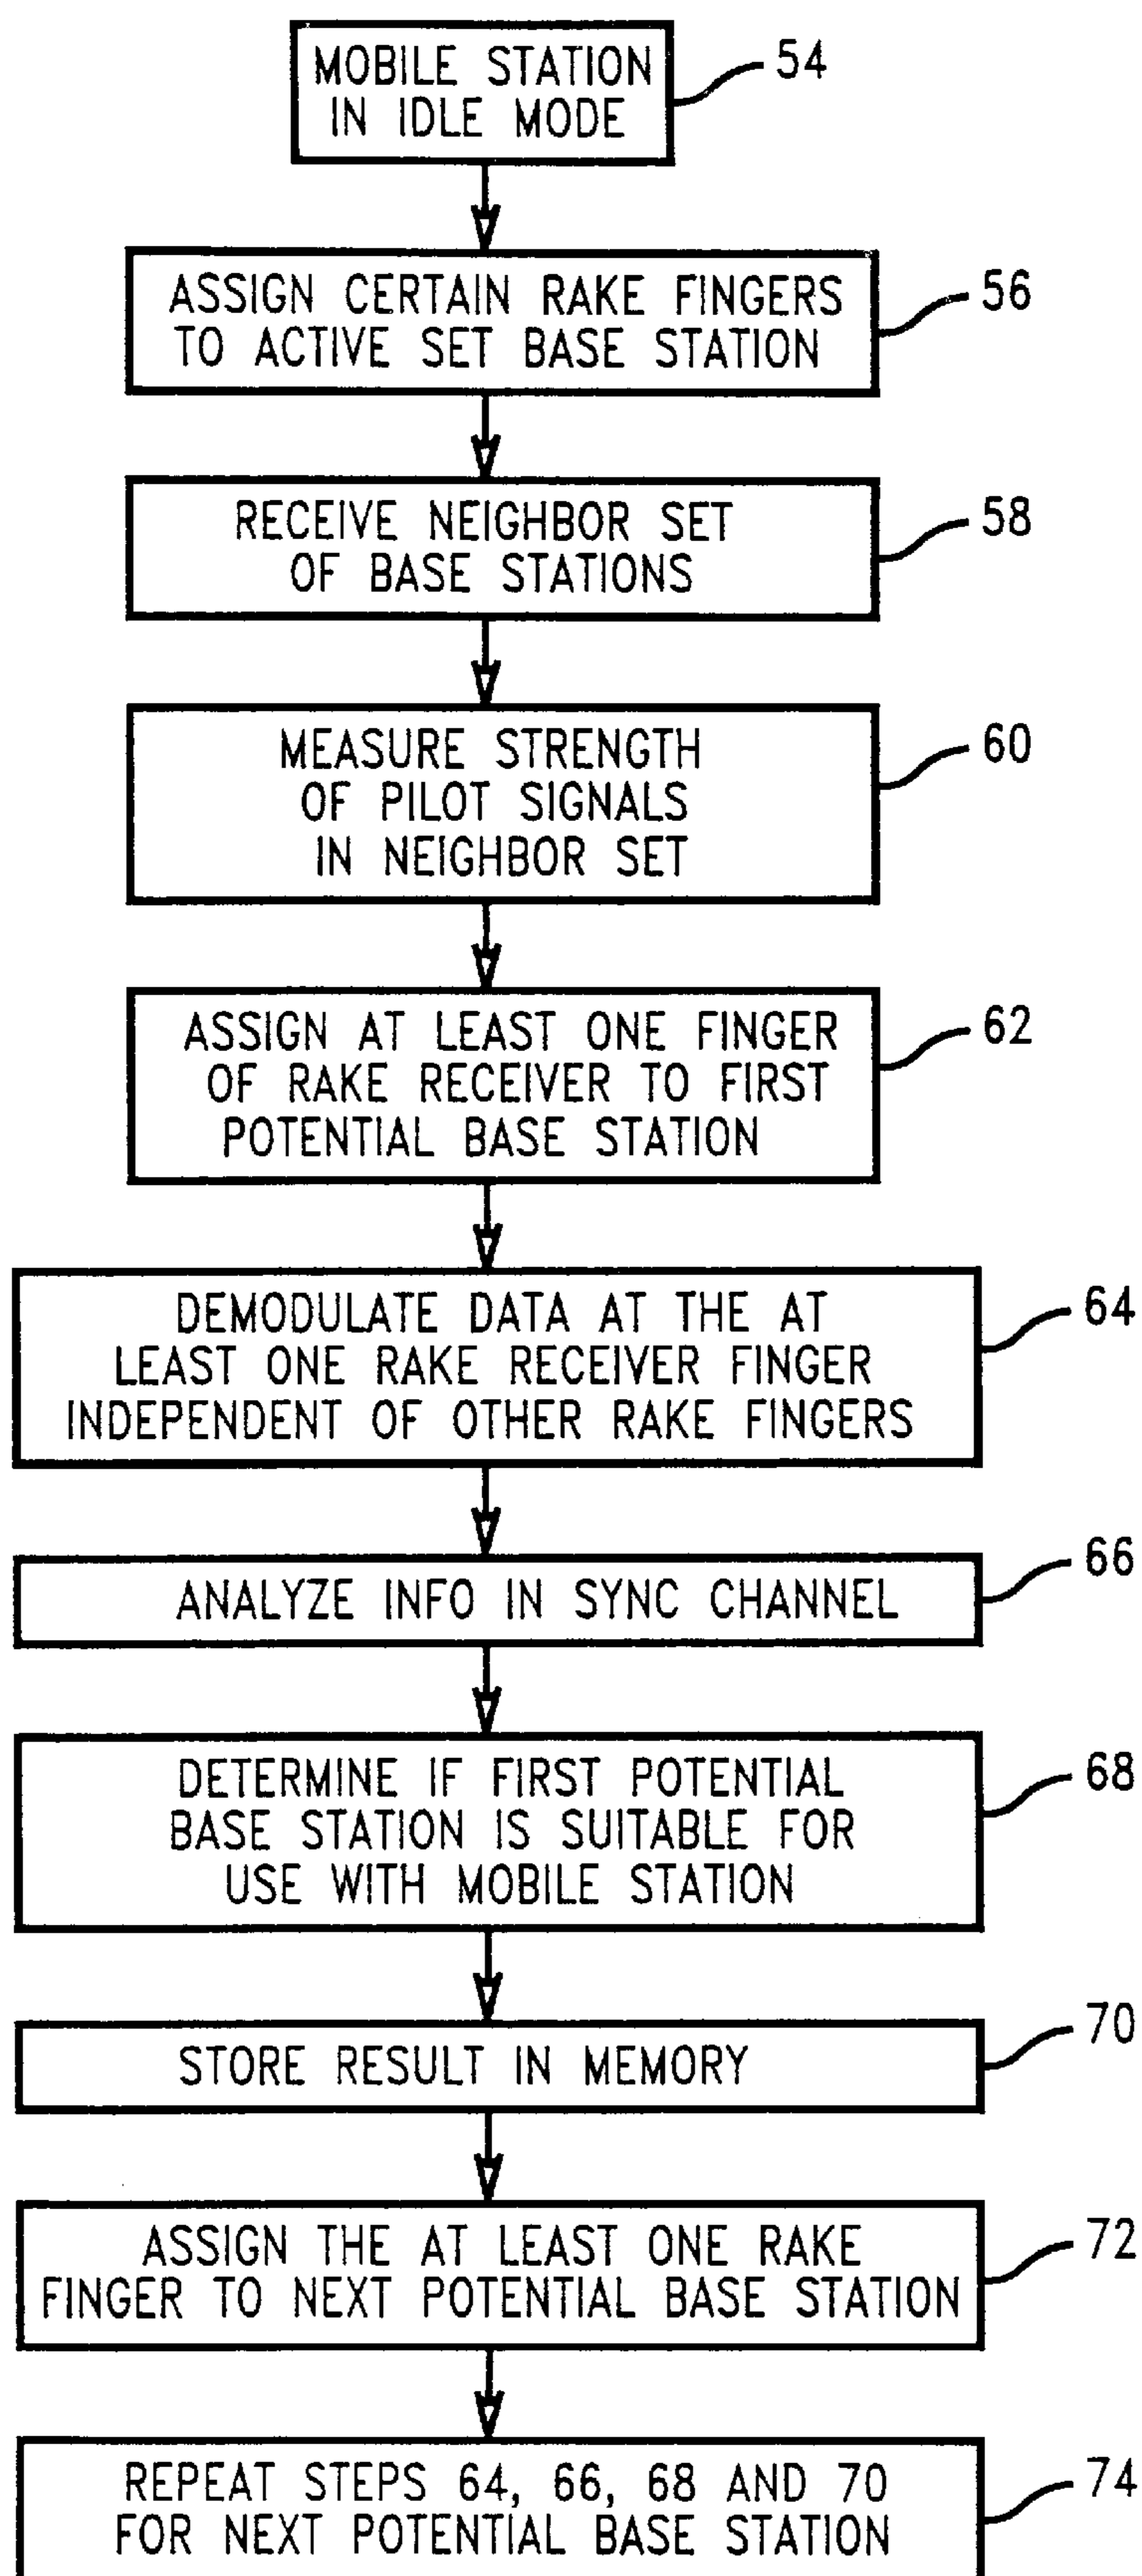 MOBILE STATION
IN IDLE MODE
54
ASSIGN CERTAIN RAKE FINGERS
TO ACTIVE SET BASE STATION
56
RECEIVE NEIGHBOR SET
OF BASE STATIONS
58
MEASURE STRENGTH
OF PILOT SIGNALS
IN NEIGHBOR SET
60
ASSIGN AT LEAST ONE FINGER
OF RAKE RECEIVER TO FIRST
POTENTIAL BASE STATION
62
DEMODULATE DATA AT THE AT
LEAST ONE RAKE RECEIVER FINGER
INDEPENDENT OF OTHER RAKE FINGERS
64
ANALYZE INFO IN SYNC CHANNEL
66
DETERMINE IF FIRST POTENTIAL
BASE STATION IS SUITABLE FOR
USE WITH MOBILE STATION
68
STORE RESULT IN MEMORY
70
ASSIGN THE AT LEAST ONE RAKE
FINGER TO NEXT POTENTIAL BASE STATION
72
REPEAT STEPS 64, 66, 68 AND 70
FOR NEXT POTENTIAL BASE STATION
74